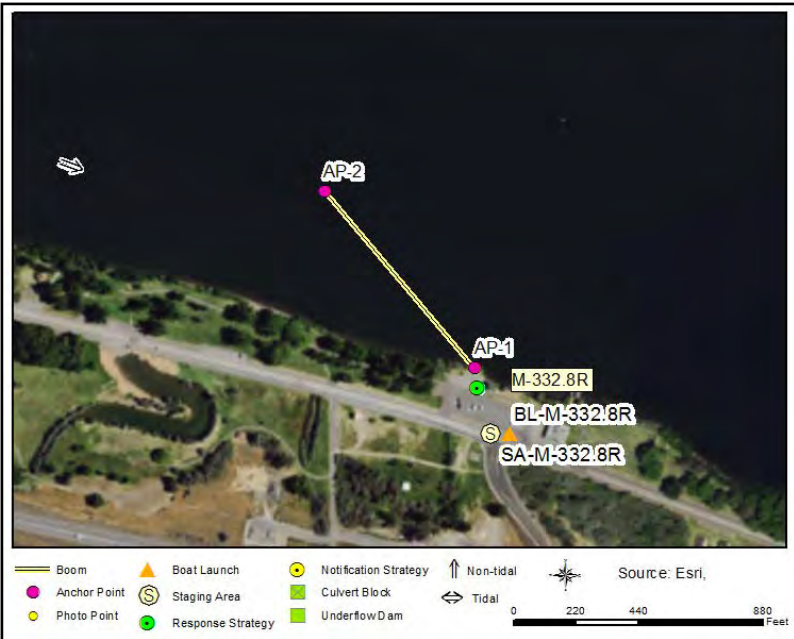 AP-2
AP-1
M-332.8R
BL-M-332.8R
S
SA-M-332.8R
Boom
Boat Launch
Notification Strategy
Non-tidal
Source: Esri,
Anchor Point
S
Staging Area
Culvert Block
Tidal
Photo Point
Response Strategy
Underflow Dam
0 220 440 880
Feet